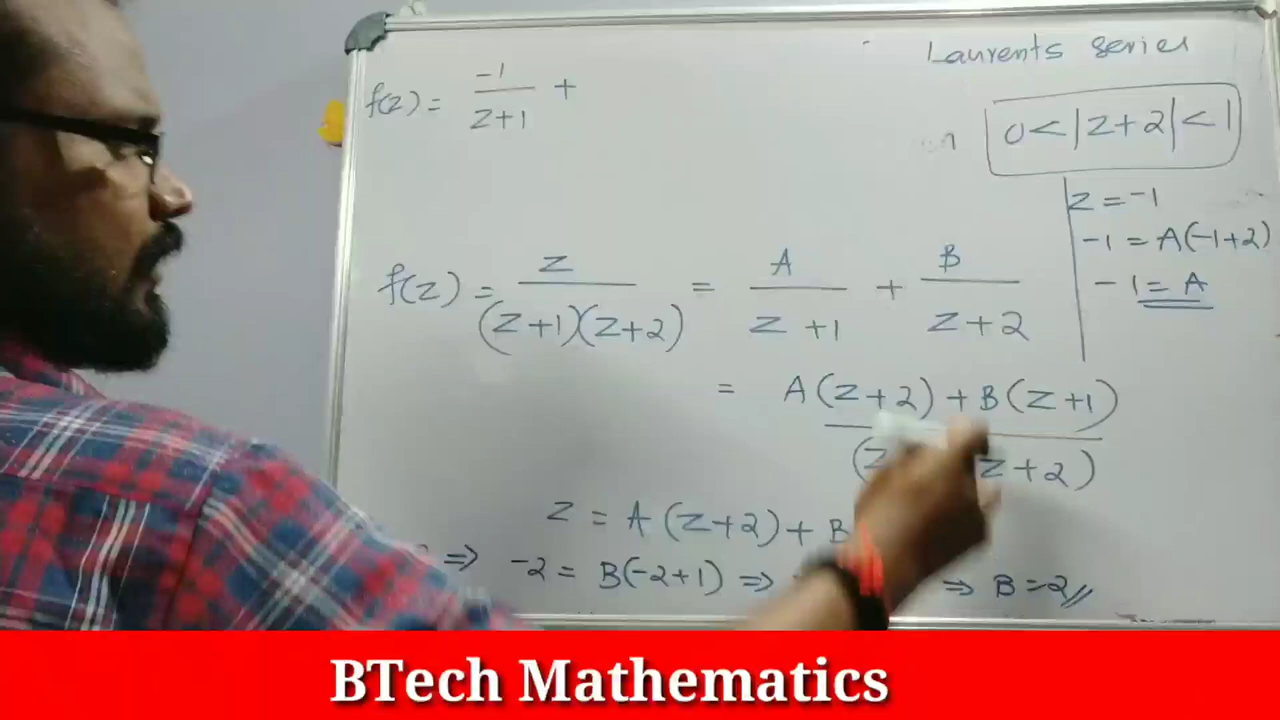 Laurents series
f(z) = -1/(z+1) +
0<|z+2|<1
z = -1
-1 = A(-1+2)
-1 = A
f(z) = z/((z+1)(z+2)) = A/(z+1) + B/(z+2)
= (A(z+2)+B(z+1))/((z z+2)
z = A(z+2)+ B
⇒ -2 = B(-2+1) ⇒ ⇒ B=2//
BTech Mathematics